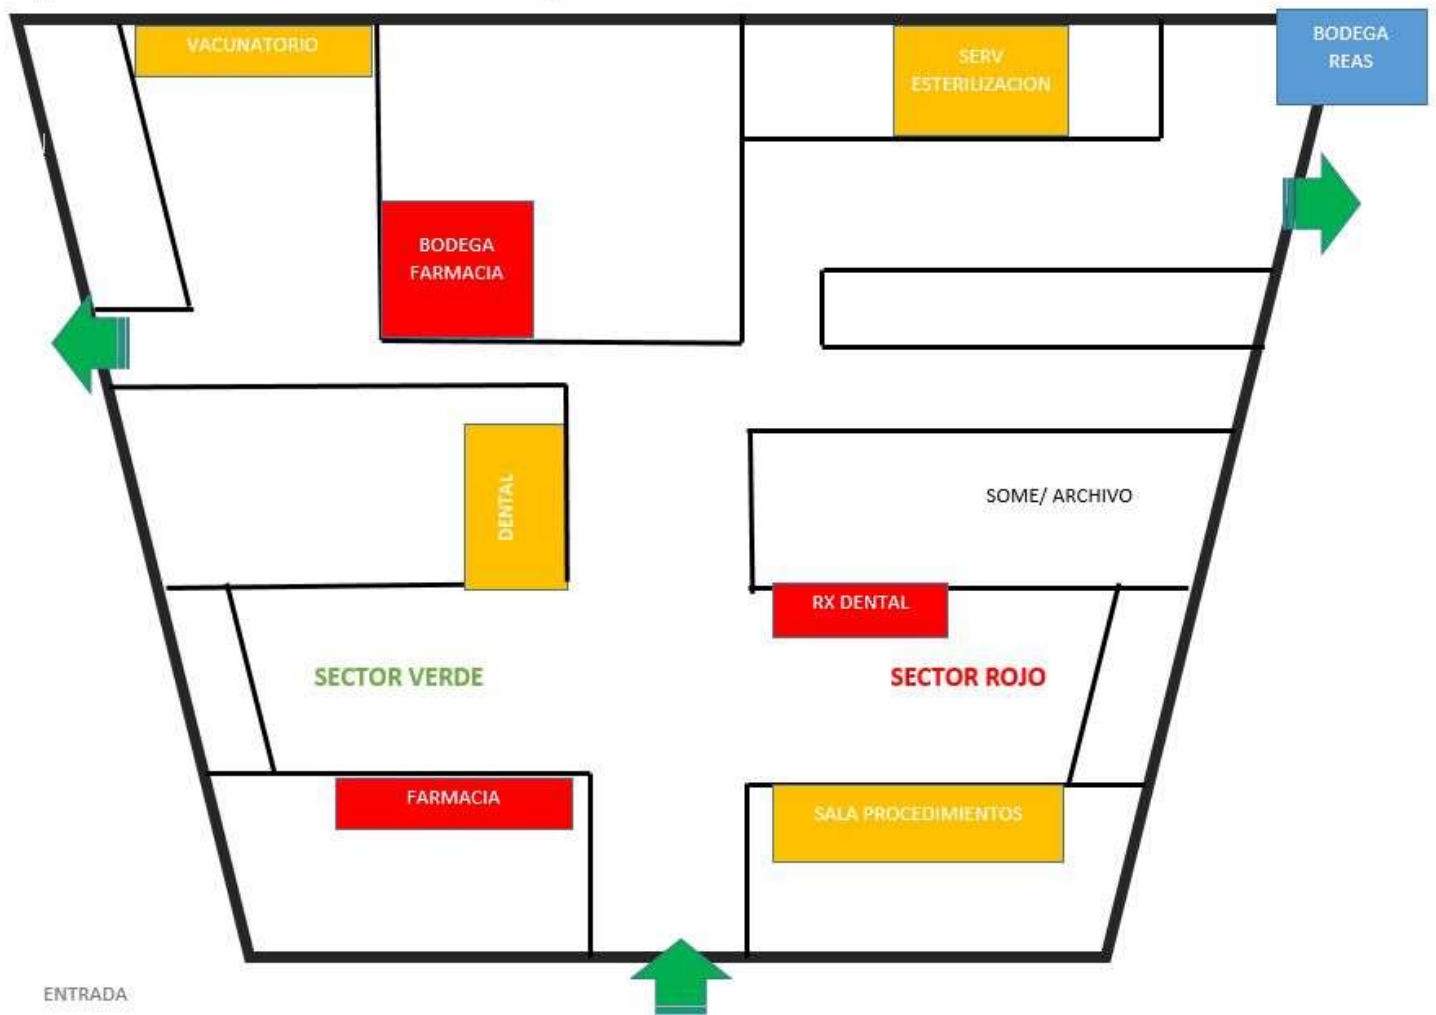 VACUNATORIO
SERV
ESTERILIZACION
BODEGA
REAS
BODEGA
FARMACIA
DENTAL
SOME/ ARCHIVO
RX DENTAL
SECTOR VERDE
SECTOR ROJO
FARMACIA
SALA PROCEDIMIENTOS
ENTRADA